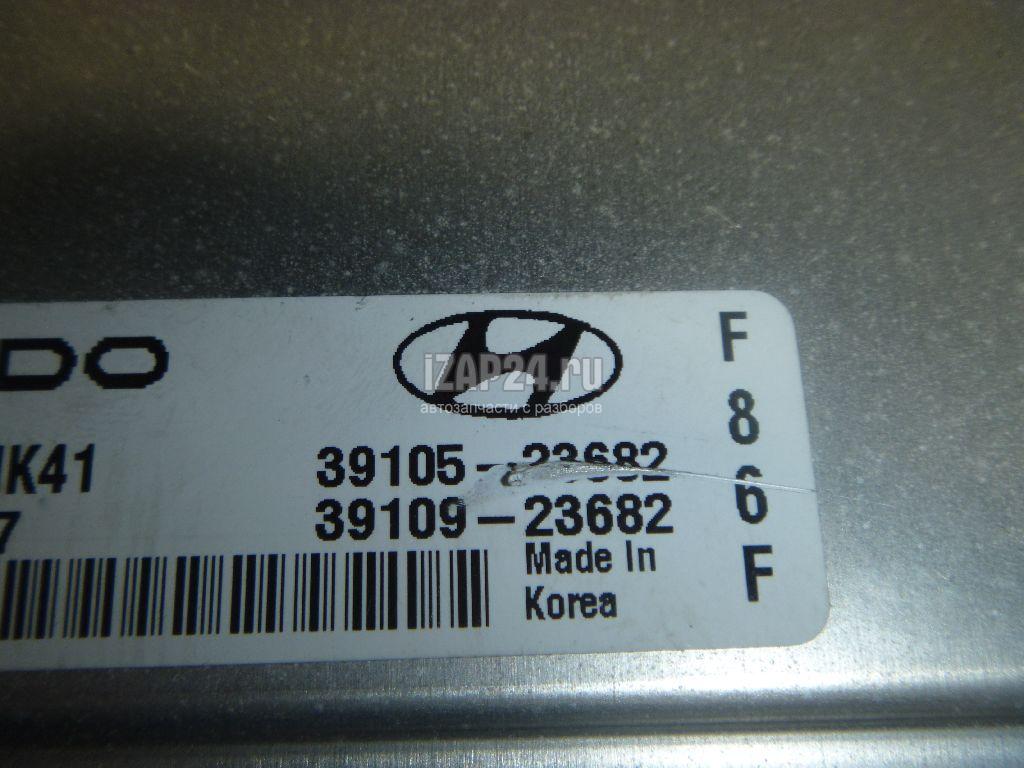 DO
iZAP24.ru
автозапчасти с разборов
K41
39105-23682
7
39109-23682
Made In
Korea
F
8
6
F